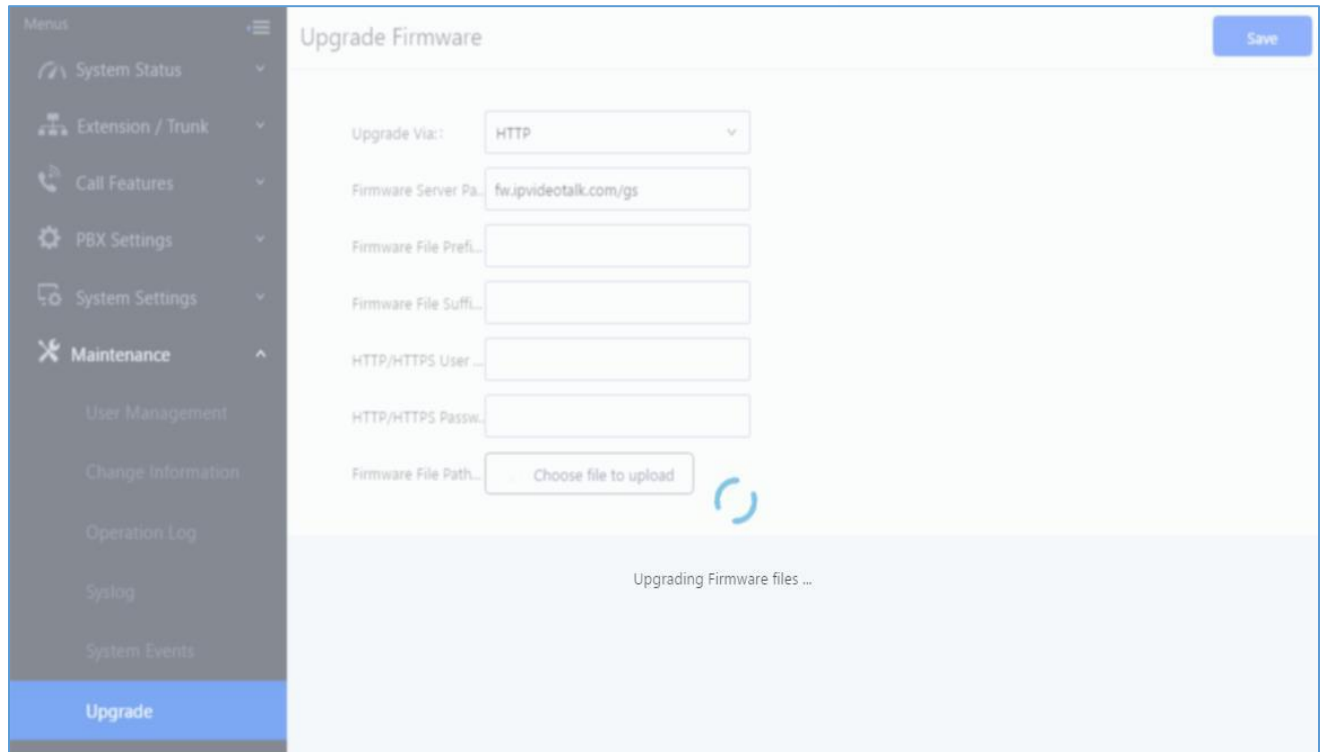 Menus
System Status
Extension / Trunk
Call Features
PBX Settings
System Settings
Maintenance
User Management
Change Information
Operation Log
Syslog
System Events
Upgrade
Upgrade Firmware
Save
Upgrade Via:: HTTP
Firmware Server Pa... fw.ipvideotalk.com/gs
Firmware File Prefi...
Firmware File Suffi...
HTTP/HTTPS User ...
HTTP/HTTPS Passw...
Firmware File Path... Choose file to upload
Upgrading Firmware files ...